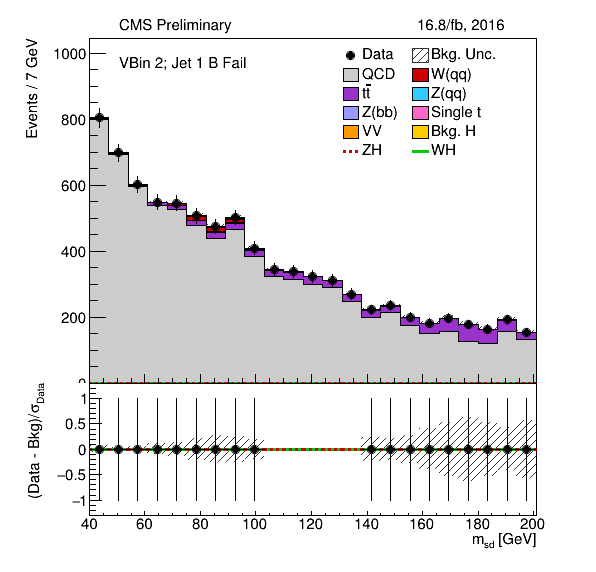 CMS Preliminary 16.8/fb, 2016
VBin 2; Jet 1 B Fail
Data Bkg. Unc.
QCD W(qq)
tt̄ Z(qq)
Z(bb) Single t
VV Bkg. H
ZH WH
Events / 7 GeV
1000
800
600
400
200
0
(Data - Bkg)/σData
1
0.5
0
−0.5
−1
40 60 80 100 120 140 160 180 200
msd [GeV]